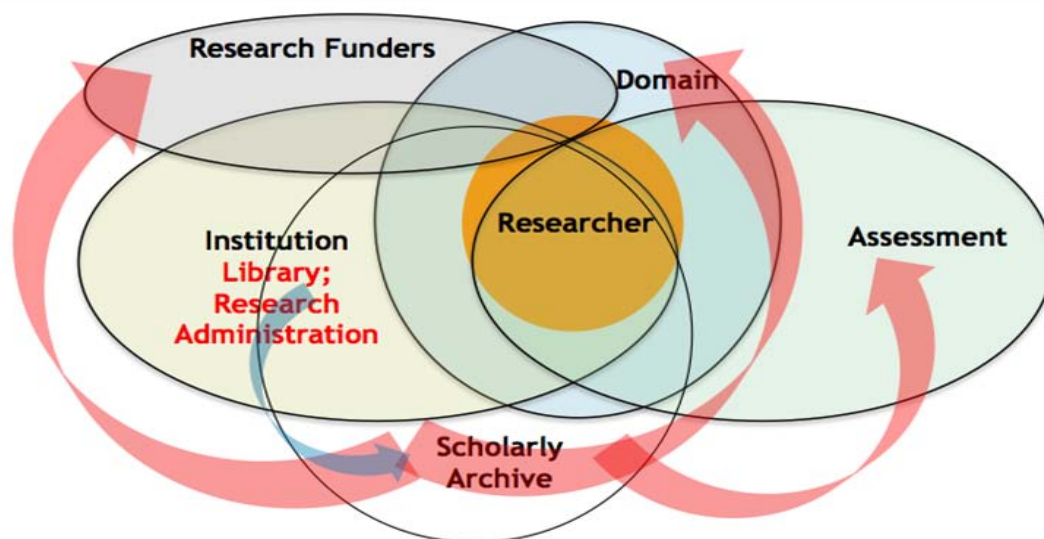 Research Funders
Domain
Researcher
Institution
Library;
Research
Administration
Assessment
Scholarly
Archive